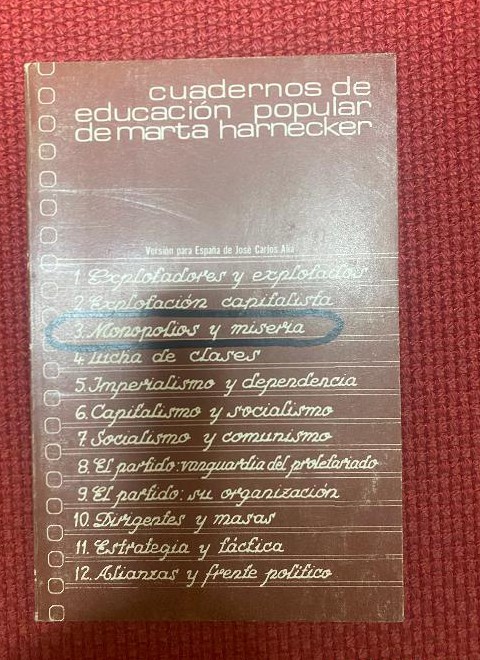 cuadernos de
educación popular
de marta harnecker
Versión para España de José Carlos Alía
1. Explotadores y explotados
2. Explotación capitalista
3. Monopolios y miseria
4. Lucha de clases
5. Imperialismo y dependencia
6. Capitalismo y socialismo
7. Socialismo y comunismo
8. El partido: vanguardia del proletariado
9. El partido: su organización
10. Dirigentes y masas
11. Estrategia y táctica
12. Alianzas y frente político